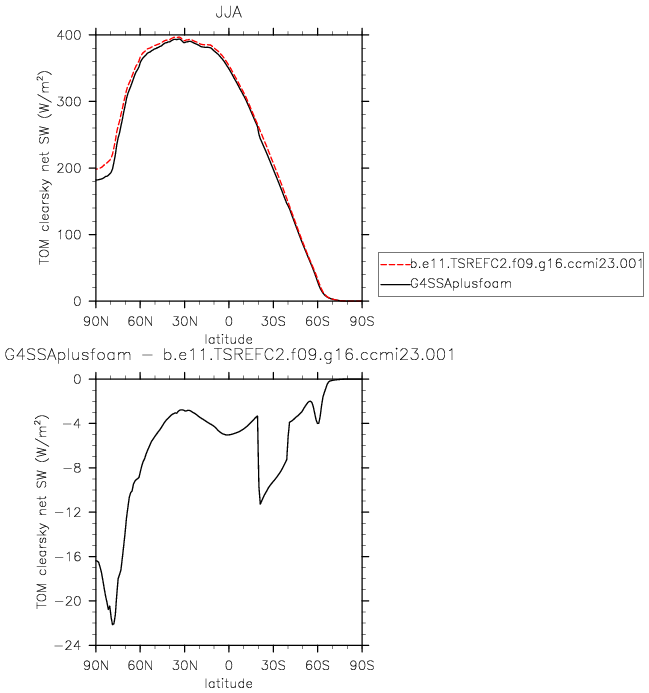 JJA
TOM clearsky net SW (W/m²)
400
300
200
100
0
90N 60N 30N 0 30S 60S 90S
latitude
b.e11.TSREFC2.f09.g16.ccmi23.001
G4SSAplusfoam
G4SSAplusfoam − b.e11.TSREFC2.f09.g16.ccmi23.001
TOM clearsky net SW (W/m²)
0
−4
−8
−12
−16
−20
−24
90N 60N 30N 0 30S 60S 90S
latitude